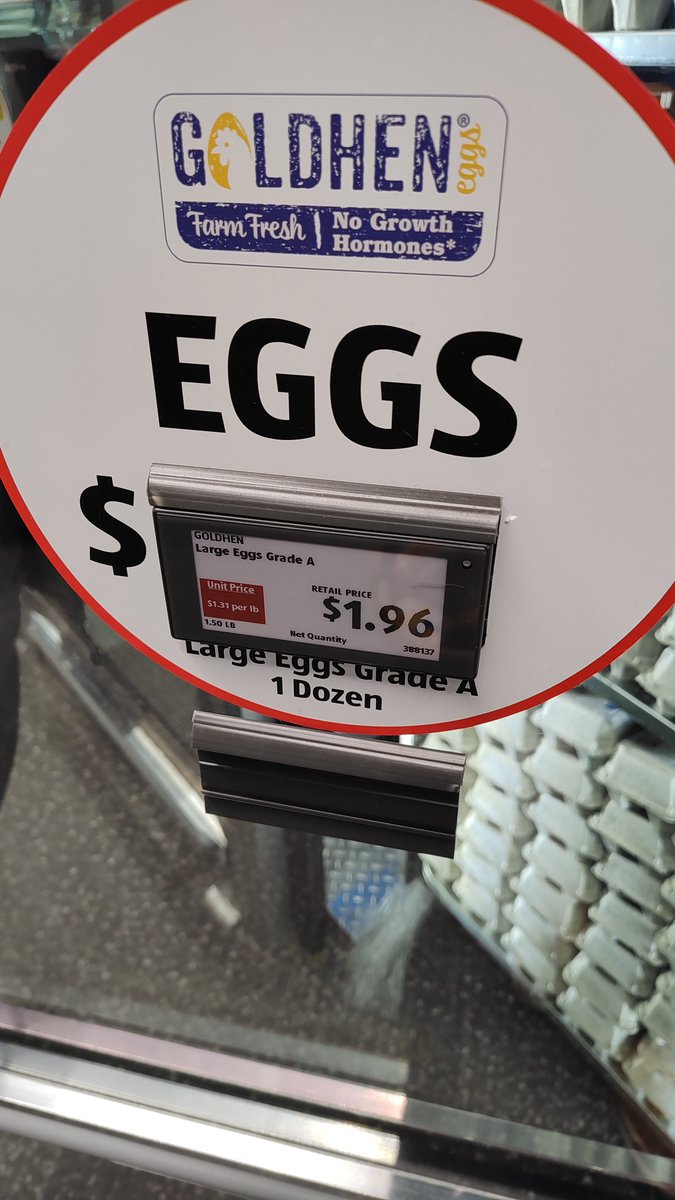 GOLDHEN® eggs
Farm Fresh | No Growth
Hormones*
EGGS
$
GOLDHEN
Large Eggs Grade A
Unit Price
$1.31 per lb
1.50 LB
RETAIL PRICE
$1.96
Net Quantity
388137
Large Eggs Grade A
1 Dozen